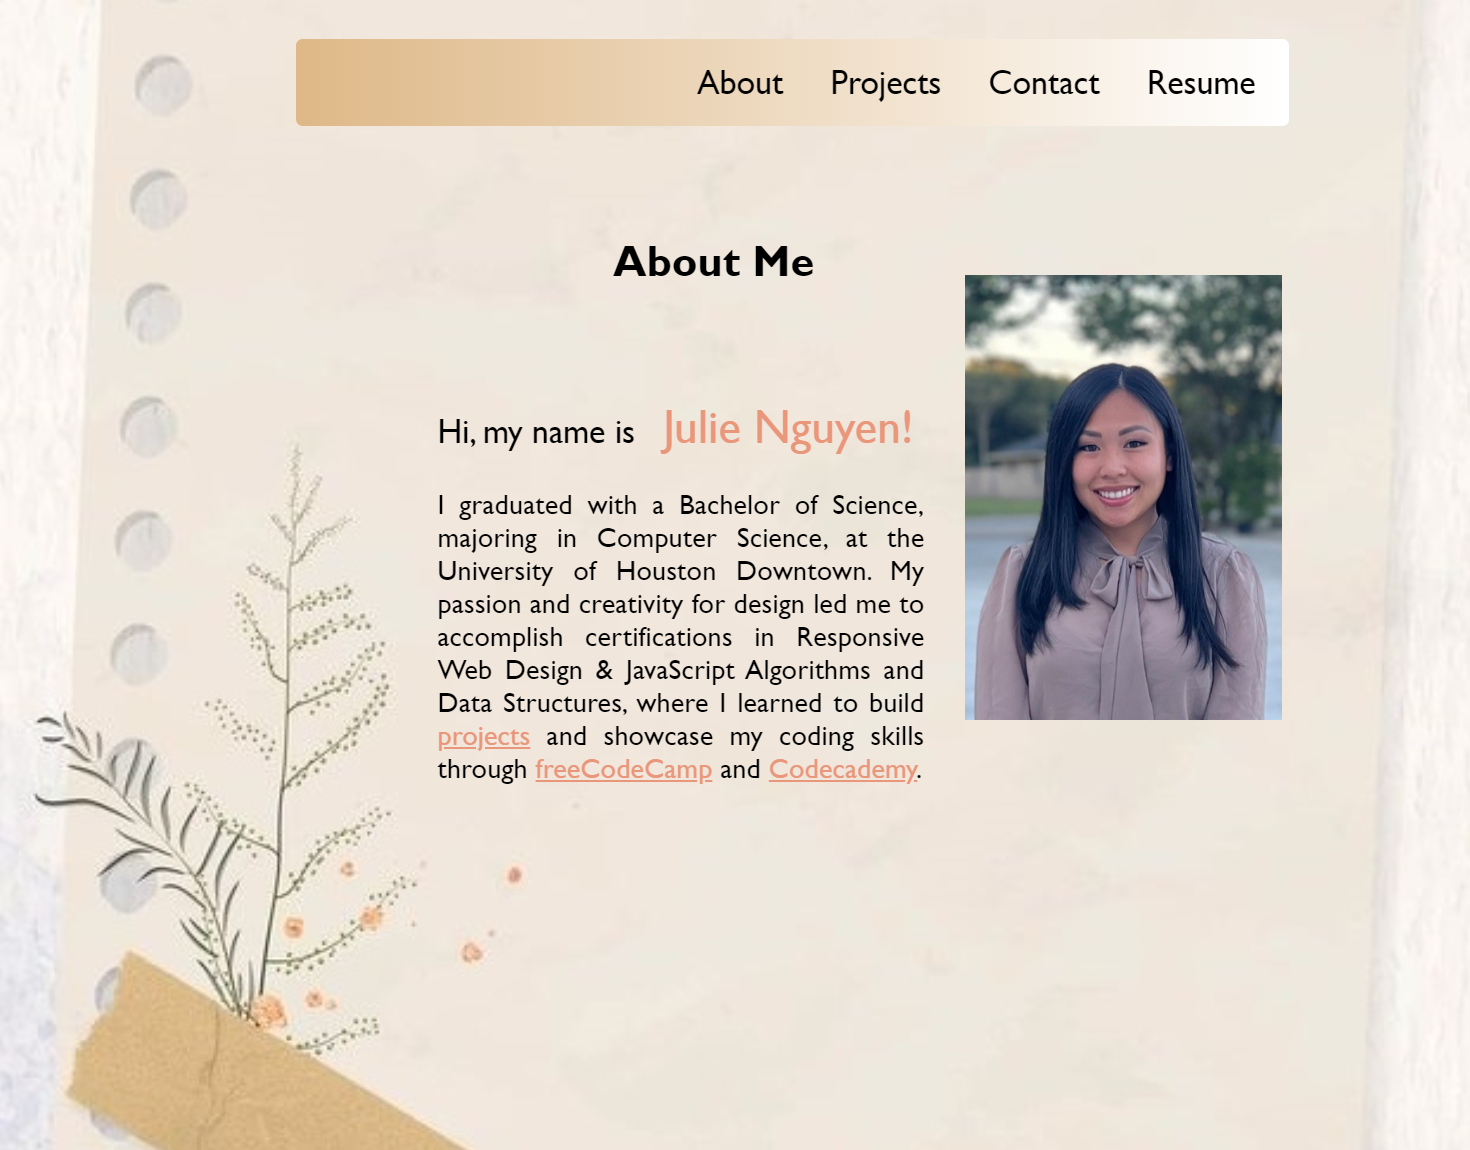 About Projects Contact Resume
About Me
Hi, my name is Julie Nguyen!
I graduated with a Bachelor of Science,
majoring in Computer Science, at the
University of Houston Downtown. My
passion and creativity for design led me to
accomplish certifications in Responsive
Web Design & JavaScript Algorithms and
Data Structures, where I learned to build
projects and showcase my coding skills
through freeCodeCamp and Codecademy.